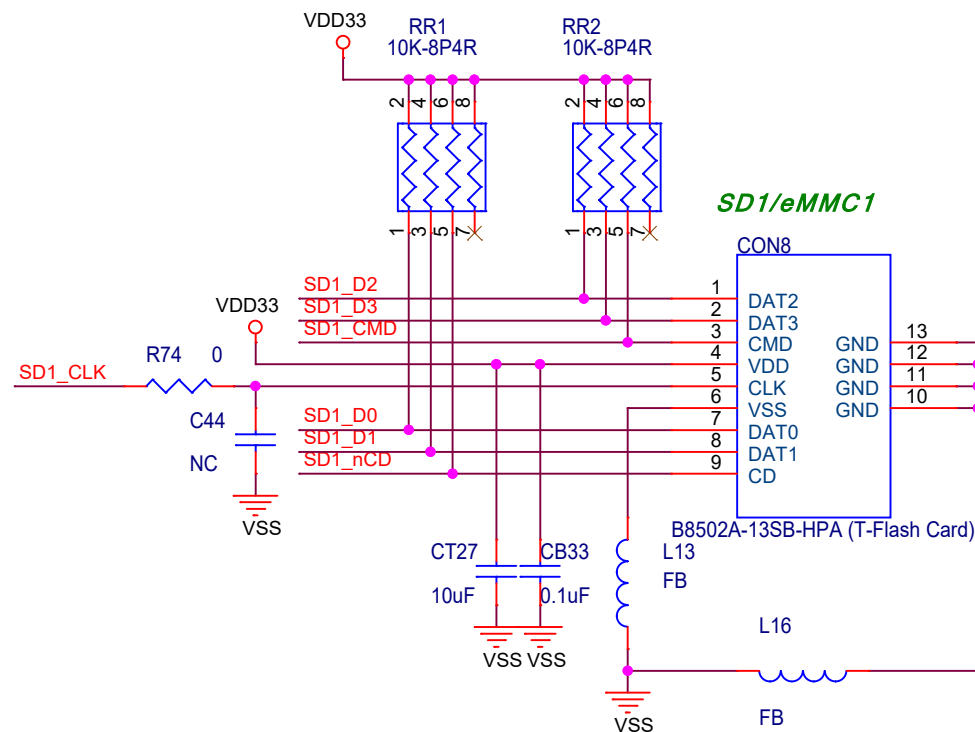 VDD33
RR1
10K-8P4R
RR2
10K-8P4R
2 4 6 8
2 4 6 8
1 3 5 7
1 3 5 7
SD1/eMMC1
CON8
SD1_D2
1
DAT2
SD1_D3
2
DAT3
SD1_CMD
3
CMD
GND
13
VDD33
4
VDD
GND
12
SD1_CLK
R74
0
5
CLK
GND
11
6
VSS
GND
10
C44
NC
VSS
SD1_D0
7
DAT0
SD1_D1
8
DAT1
SD1_nCD
9
CD
B8502A-13SB-HPA (T-Flash Card)
CT27
10uF
VSS
CB33
0.1uF
VSS
L13
FB
L16
FB
VSS